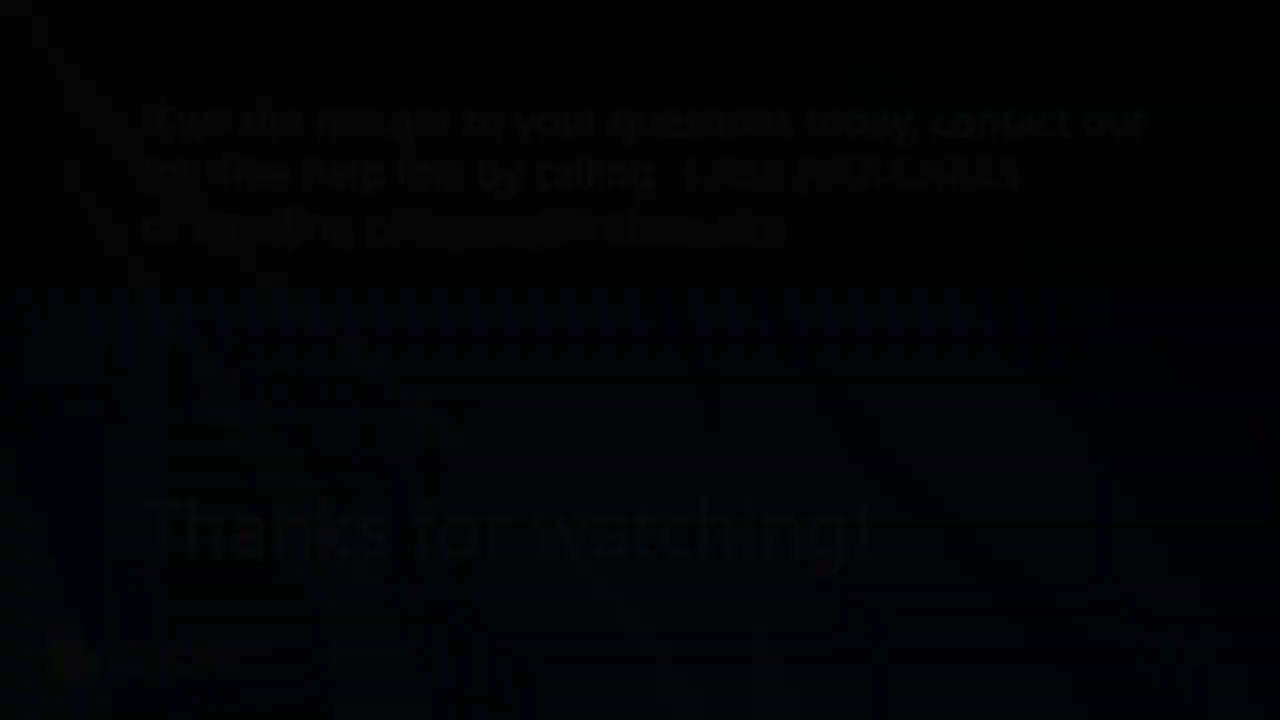 If we did not get to your questions today, contact our
toll-free help line by calling
or emailing
Thanks for watching!